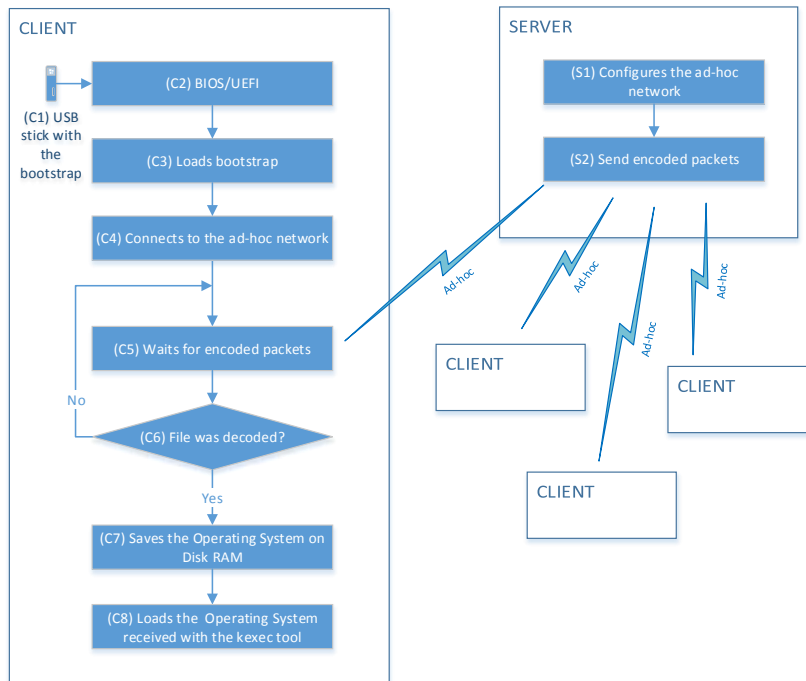 CLIENT
(C1) USB
stick with
the
bootstrap
(C2) BIOS/UEFI
(C3) Loads bootstrap
(C4) Connects to the ad-hoc network
(C5) Waits for encoded packets
No
(C6) File was decoded?
Yes
(C7) Saves the Operating System on
Disk RAM
(C8) Loads the Operating System
received with the kexec tool
SERVER
(S1) Configures the ad-hoc
network
(S2) Send encoded packets
Ad-hoc
Ad-hoc
Ad-hoc
Ad-hoc
CLIENT
CLIENT
CLIENT